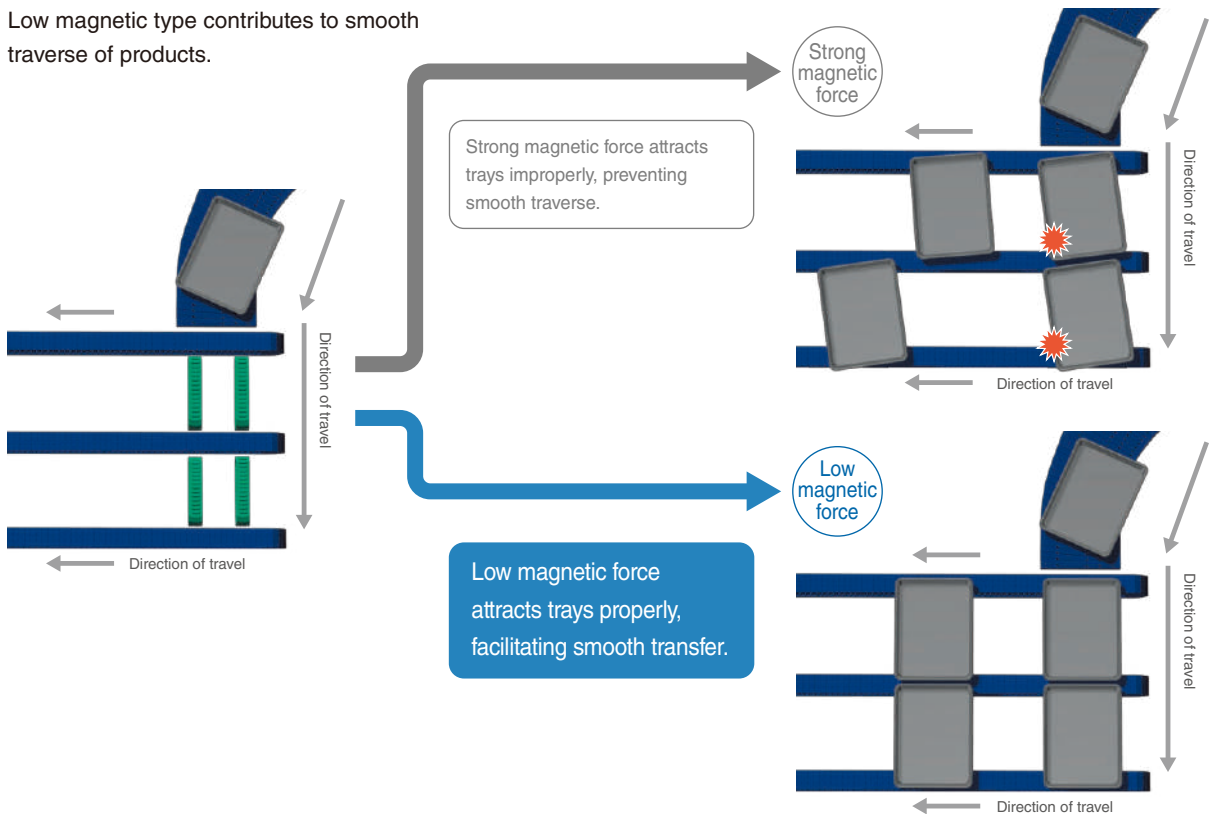 Low magnetic type contributes to smooth
traverse of products.
Strong
magnetic
force
Strong magnetic force attracts
trays improperly, preventing
smooth traverse.
Direction of travel
Direction of travel
Direction of travel
Direction of travel
Low
magnetic
force
Low magnetic force
attracts trays properly,
facilitating smooth transfer.
Direction of travel
Direction of travel